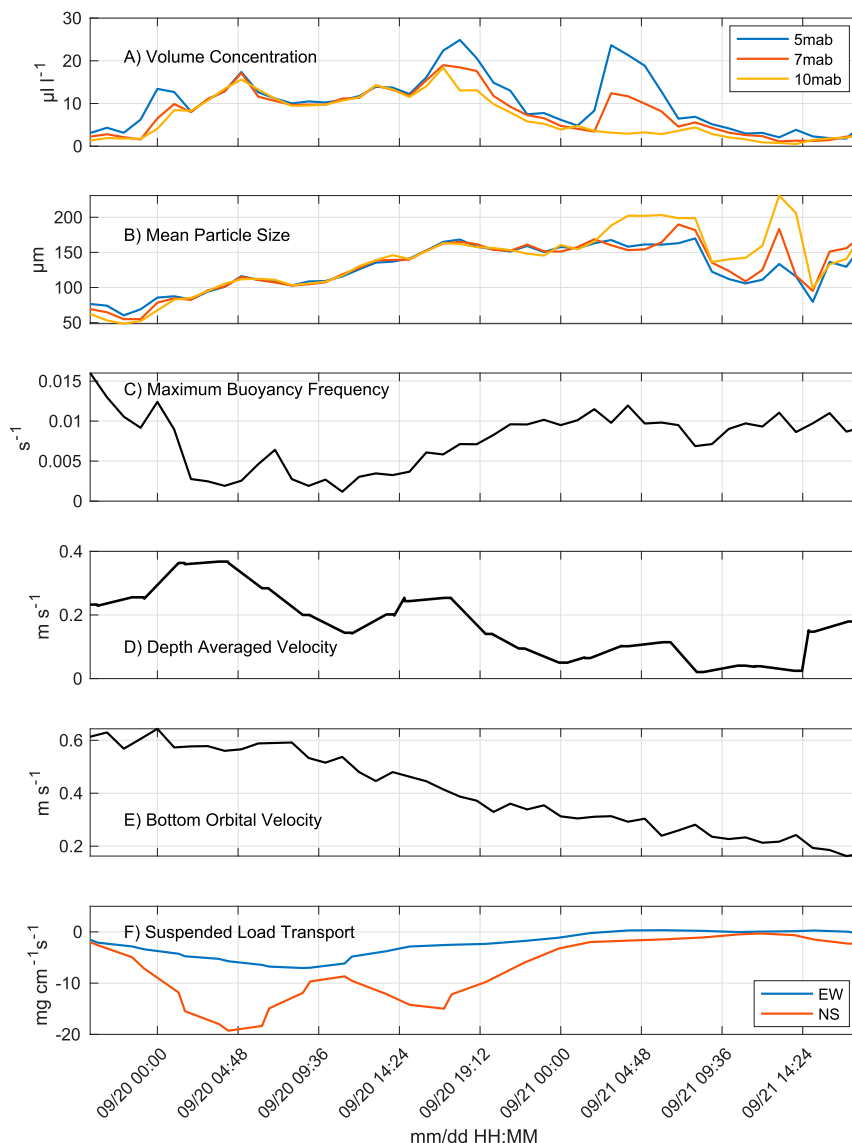 A) Volume Concentration
5mab
7mab
10mab
30
20
10
0
µl l⁻¹
B) Mean Particle Size
200
150
100
50
µm
C) Maximum Buoyancy Frequency
0.015
0.01
0.005
0
s⁻¹
D) Depth Averaged Velocity
0.4
0.2
0
m s⁻¹
E) Bottom Orbital Velocity
0.6
0.4
0.2
m s⁻¹
F) Suspended Load Transport
0
-10
-20
mg cm⁻¹s⁻¹
EW
NS
09/20 00:00
09/20 04:48
09/20 09:36
09/20 14:24
09/20 19:12
09/21 00:00
09/21 04:48
09/21 09:36
09/21 14:24
mm/dd HH:MM